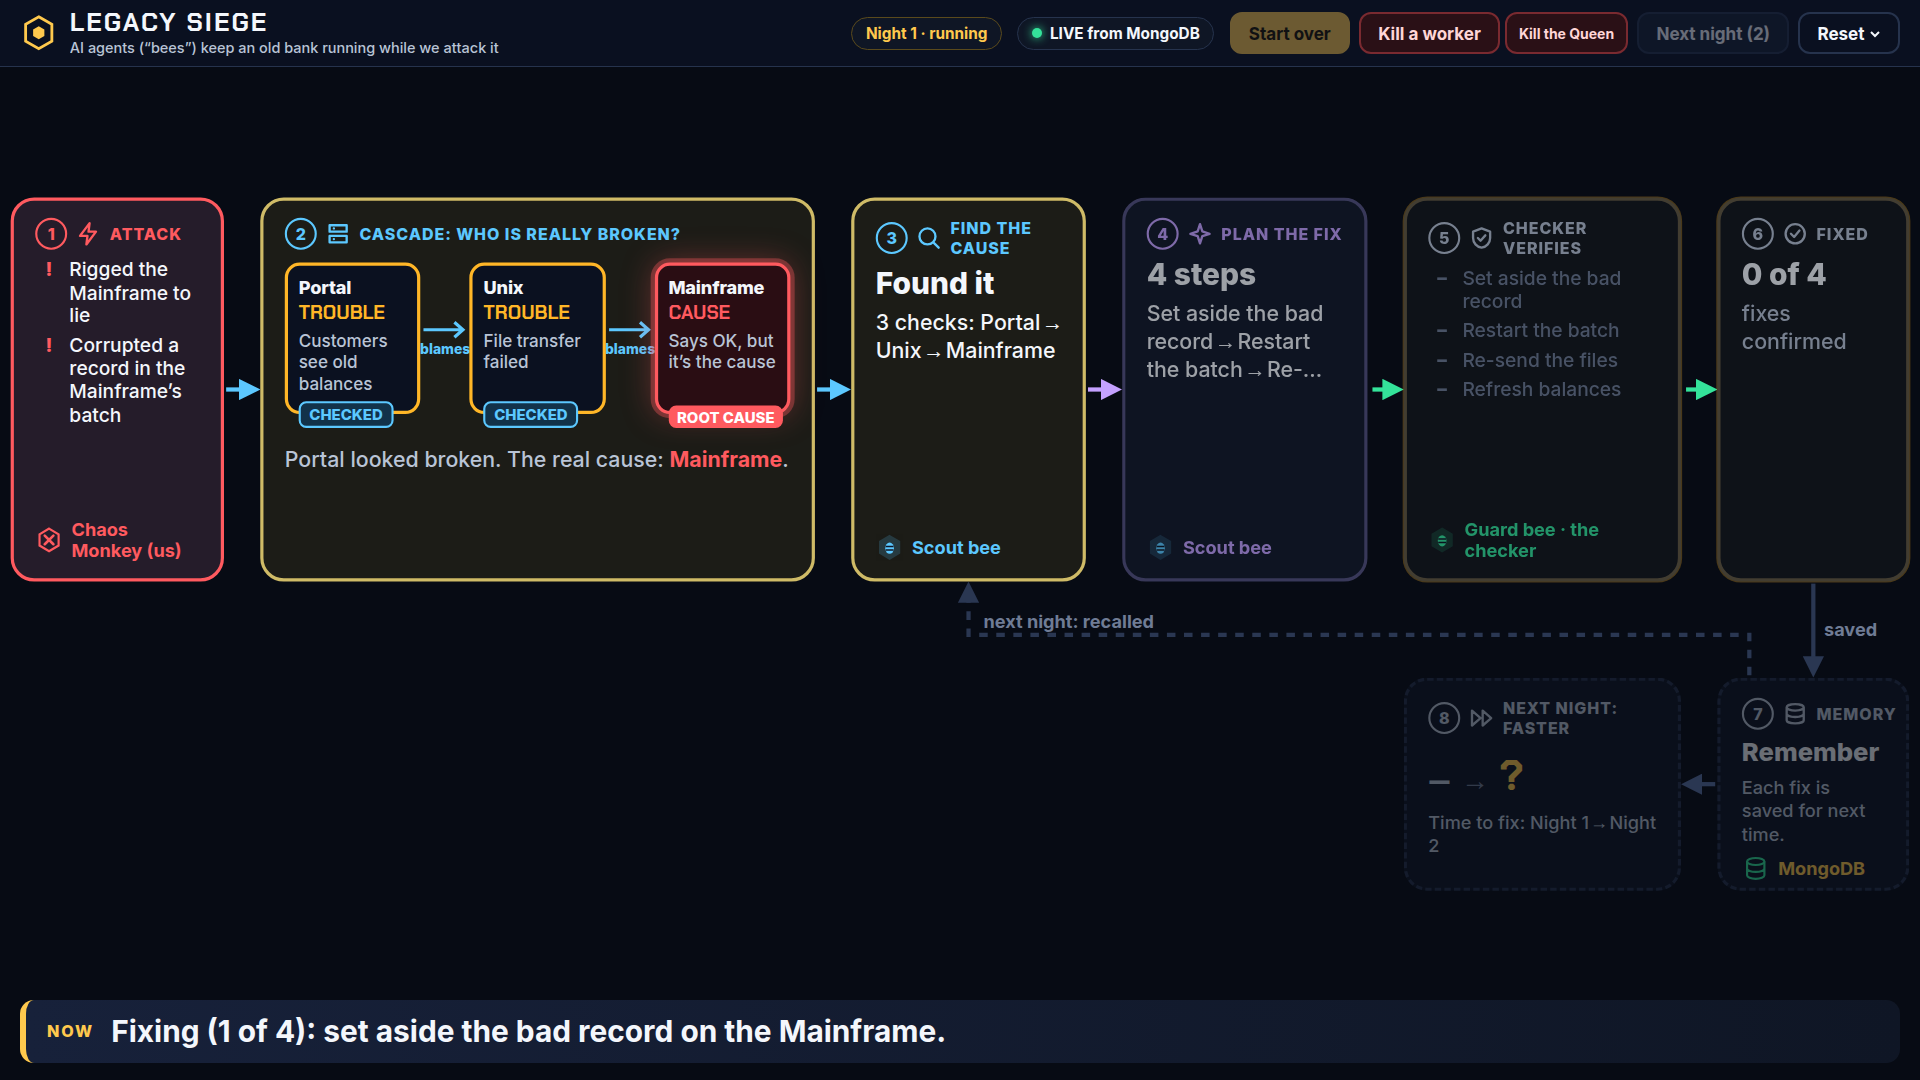 LEGACY SIEGE
AI agents (“bees”) keep an old bank running while we attack it
Night 1 · running
LIVE from MongoDB
Start over
Kill a worker
Kill the Queen
Next night (2)
Reset
1 ATTACK
! Rigged the
Mainframe to
lie
! Corrupted a
record in the
Mainframe’s
batch
Chaos
Monkey (us)
2 CASCADE: WHO IS REALLY BROKEN?
Portal
TROUBLE
Customers
see old
balances
CHECKED
blames
Unix
TROUBLE
File transfer
failed
CHECKED
blames
Mainframe
CAUSE
Says OK, but
it’s the cause
ROOT CAUSE
Portal looked broken. The real cause: Mainframe.
3 FIND THE
CAUSE
Found it
3 checks: Portal→
Unix→Mainframe
Scout bee
4 PLAN THE FIX
4 steps
Set aside the bad
record→Restart
the batch→Re-...
Scout bee
5 CHECKER
VERIFIES
– Set aside the bad
record
– Restart the batch
– Re-send the files
– Refresh balances
Guard bee · the
checker
6 FIXED
0 of 4
fixes
confirmed
next night: recalled
saved
8 NEXT NIGHT:
FASTER
– → ?
Time to fix: Night 1→Night
2
7 MEMORY
Remember
Each fix is
saved for next
time.
MongoDB
NOW Fixing (1 of 4): set aside the bad record on the Mainframe.